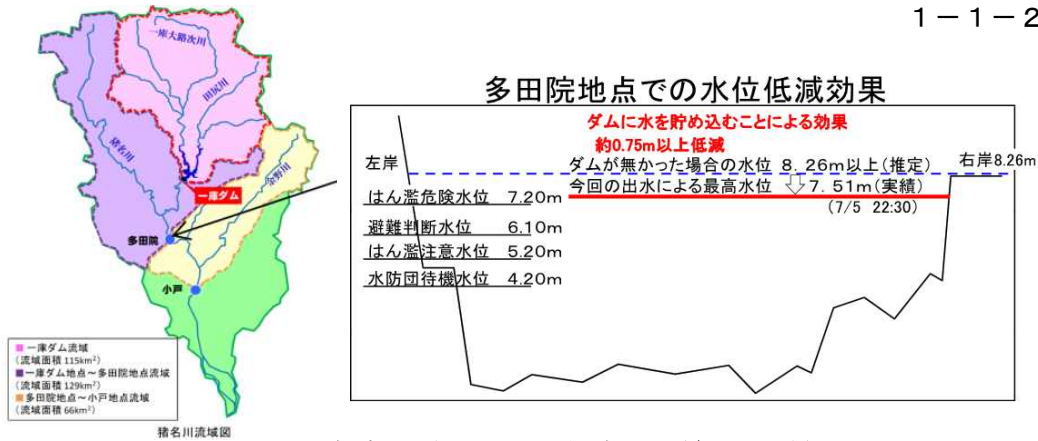 1-1-2
一庫大路次川
田尻川
猪名川
余野川
一庫ダム
多田院
小戸
一庫ダム流域
(流域面積 115km²)
一庫ダム地点～多田院地点流域
(流域面積 129km²)
多田院地点～小戸地点流域
(流域面積 66km²)
猪名川流域図
多田院地点での水位低減効果
ダムに水を貯め込むことによる効果
約0.75m以上低減
左岸
ダムが無かった場合の水位 8.26m以上(推定)
右岸8.26m
今回の出水による最高水位 7.51m(実績)
(7/5 22:30)
はん濫危険水位 7.20m
避難判断水位 6.10m
はん濫注意水位 5.20m
水防団待機水位 4.20m